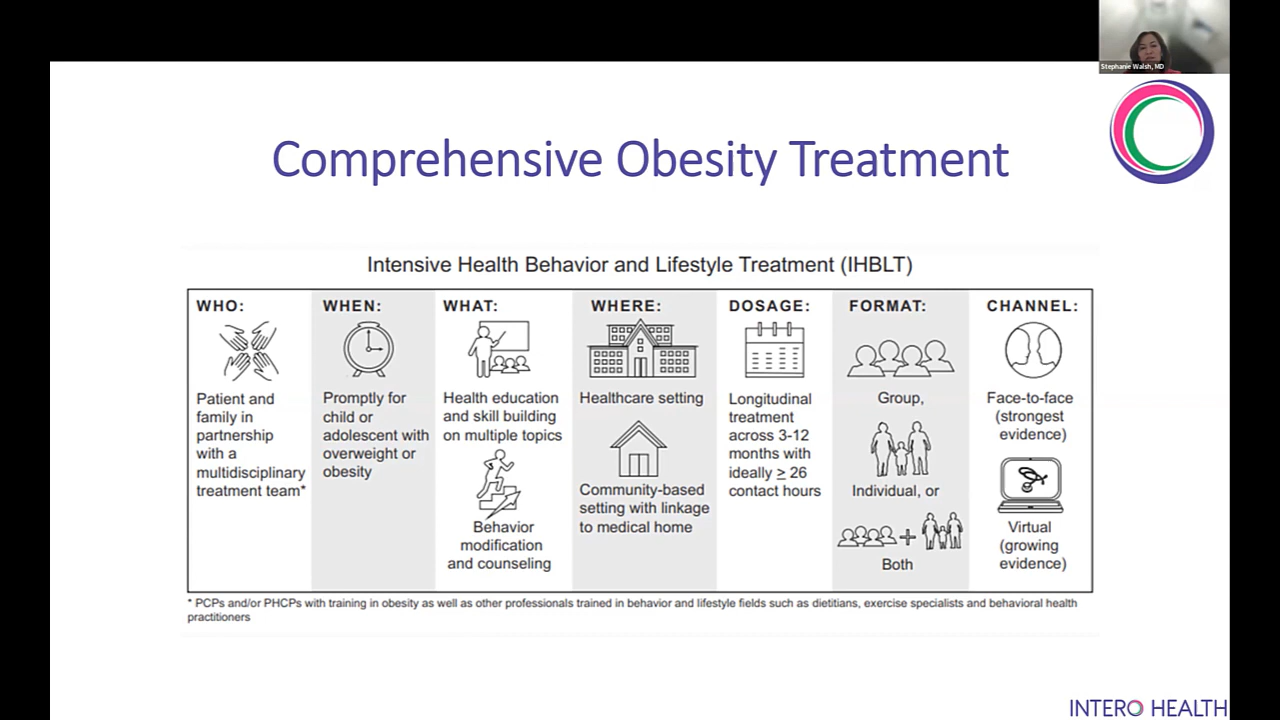 Stephanie Walsh, MD
Comprehensive Obesity Treatment
Intensive Health Behavior and Lifestyle Treatment (IHBLT)
WHO:
Patient and
family in
partnership
with a
multidisciplinary
treatment team*
WHEN:
Promptly for
child or
adolescent with
overweight or
obesity
WHAT:
Health education
and skill building
on multiple topics
Behavior
modification
and counseling
WHERE:
Healthcare setting
Community-based
setting with linkage
to medical home
DOSAGE:
Longitudinal
treatment
across 3-12
months with
ideally ≥ 26
contact hours
FORMAT:
Group,
Individual, or
+
Both
CHANNEL:
Face-to-face
(strongest
evidence)
Virtual
(growing
evidence)
* PCPs and/or PHCPs with training in obesity as well as other professionals trained in behavior and lifestyle fields such as dietitians, exercise specialists and behavioral health
practitioners
INTERO HEALTH